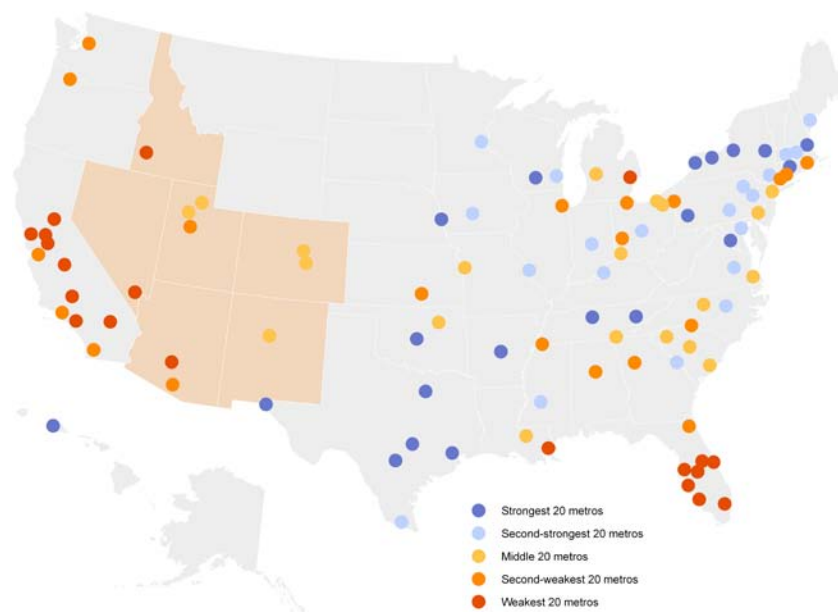 Strongest 20 metros
Second-strongest 20 metros
Middle 20 metros
Second-weakest 20 metros
Weakest 20 metros